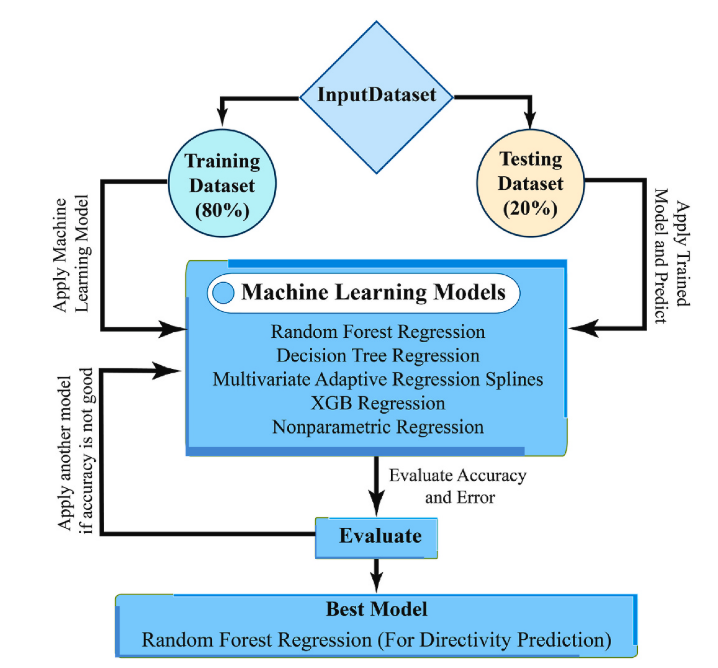 InputDataset
Training
Dataset
(80%)
Testing
Dataset
(20%)
Apply Machine
Learning Model
Apply Trained
Model and Predict
Machine Learning Models
Random Forest Regression
Decision Tree Regression
Multivariate Adaptive Regression Splines
XGB Regression
Nonparametric Regression
Apply another model
if accuracy is not good
Evaluate Accuracy
and Error
Evaluate
Best Model
Random Forest Regression (For Directivity Prediction)